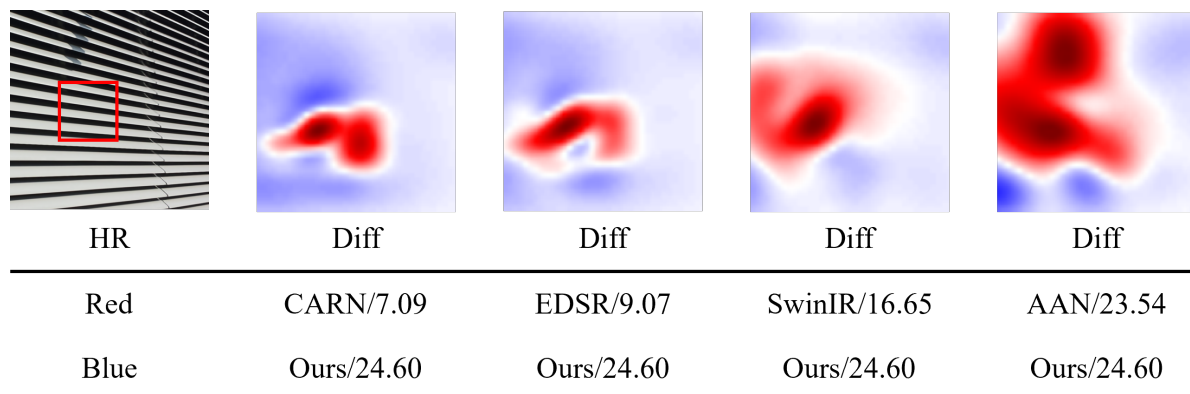 HR Diff Diff Diff Diff
Red CARN/7.09 EDSR/9.07 SwinIR/16.65 AAN/23.54
Blue Ours/24.60 Ours/24.60 Ours/24.60 Ours/24.60